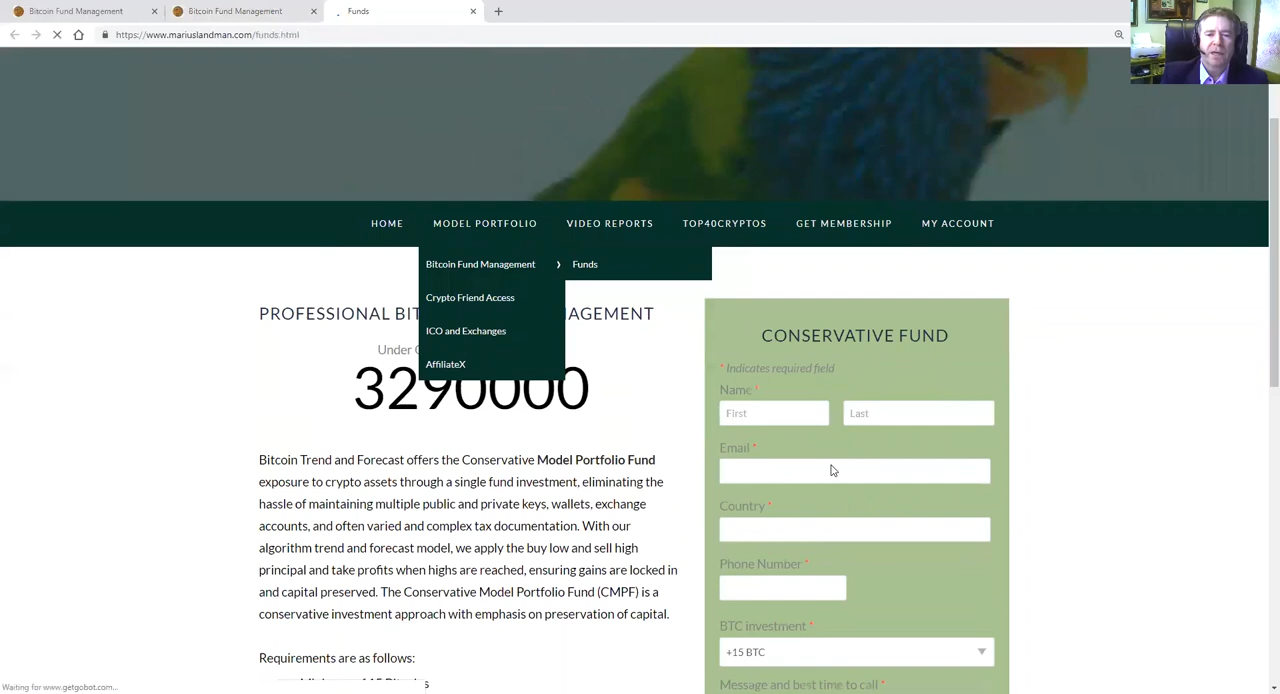 Bitcoin Fund Management
Bitcoin Fund Management
Funds
https://www.mariuslandman.com/funds.html
HOME
MODEL PORTFOLIO
VIDEO REPORTS
TOP40CRYPTOS
GET MEMBERSHIP
MY ACCOUNT
Bitcoin Fund Management
Funds
Crypto Friend Access
ICO and Exchanges
AffiliateX
PROFESSIONAL
Under
3290000
Bitcoin Trend and Forecast offers the Conservative Model Portfolio Fund
exposure to crypto assets through a single fund investment, eliminating the
hassle of maintaining multiple public and private keys, wallets, exchange
accounts, and often varied and complex tax documentation. With our
algorithm trend and forecast model, we apply the buy low and sell high
principal and take profits when highs are reached, ensuring gains are locked in
and capital preserved. The Conservative Model Portfolio Fund (CMPF) is a
conservative investment approach with emphasis on preservation of capital.
Requirements are as follows:
CONSERVATIVE FUND
* Indicates required field
Name *
First
Last
Email *
Country *
Phone Number *
BTC investment *
+15 BTC
Message and best time to call *
Waiting for www.getgobot.com...